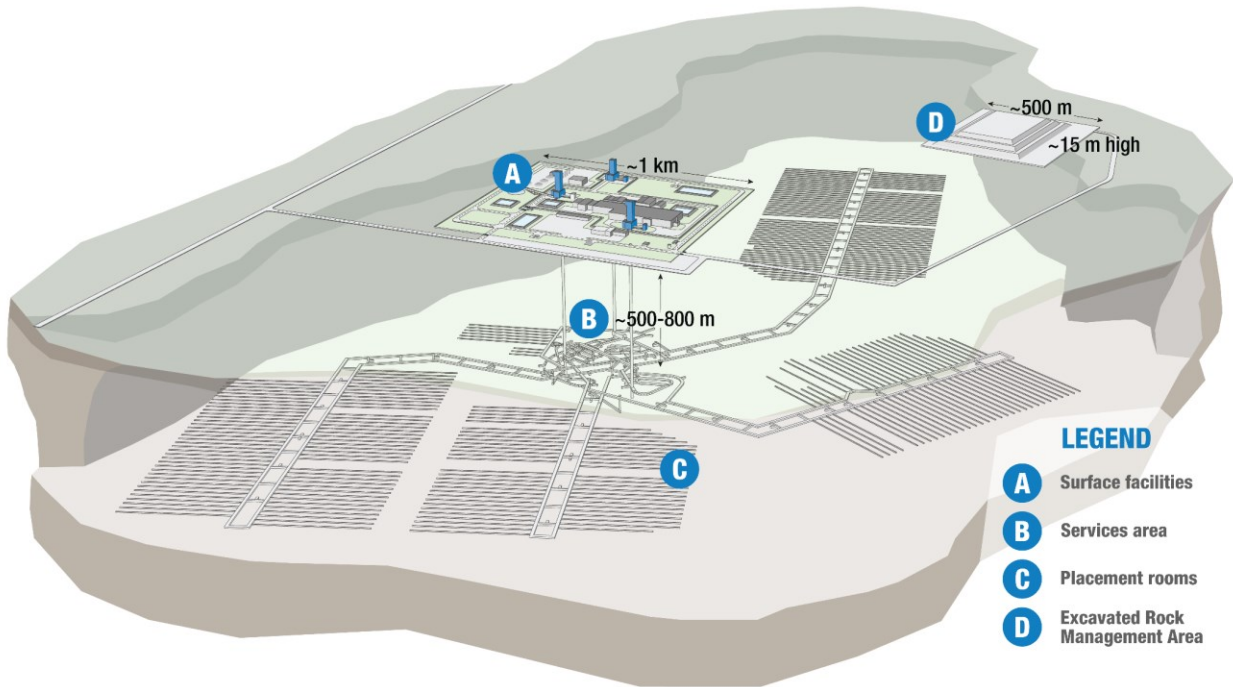 ~500 m
D
~15 m high
A
~1 km
B
~500-800 m
C
LEGEND
A Surface facilities
B Services area
C Placement rooms
D Excavated Rock
Management Area